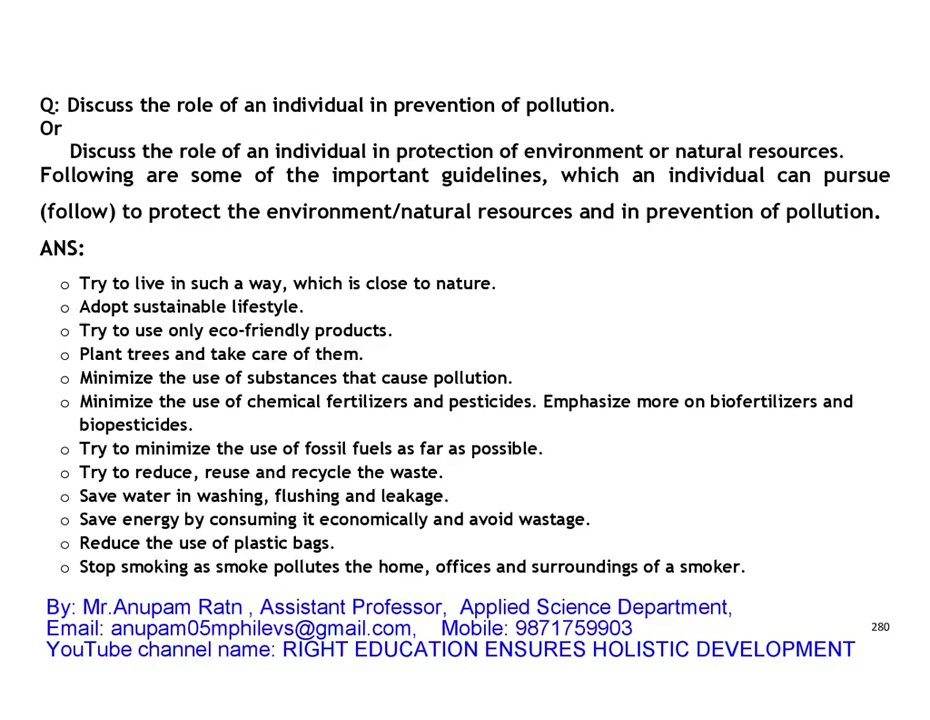 Q: Discuss the role of an individual in prevention of pollution.
Or
Discuss the role of an individual in protection of environment or natural resources.
Following are some of the important guidelines, which an individual can pursue
(follow) to protect the environment/natural resources and in prevention of pollution.
ANS:
o Try to live in such a way, which is close to nature.
o Adopt sustainable lifestyle.
o Try to use only eco-friendly products.
o Plant trees and take care of them.
o Minimize the use of substances that cause pollution.
o Minimize the use of chemical fertilizers and pesticides. Emphasize more on biofertilizers and
biopesticides.
o Try to minimize the use of fossil fuels as far as possible.
o Try to reduce, reuse and recycle the waste.
o Save water in washing, flushing and leakage.
o Save energy by consuming it economically and avoid wastage.
o Reduce the use of plastic bags.
o Stop smoking as smoke pollutes the home, offices and surroundings of a smoker.
By: Mr.Anupam Ratn , Assistant Professor, Applied Science Department,
Email: anupam05mphilevs@gmail.com, Mobile: 9871759903
280
YouTube channel name: RIGHT EDUCATION ENSURES HOLISTIC DEVELOPMENT